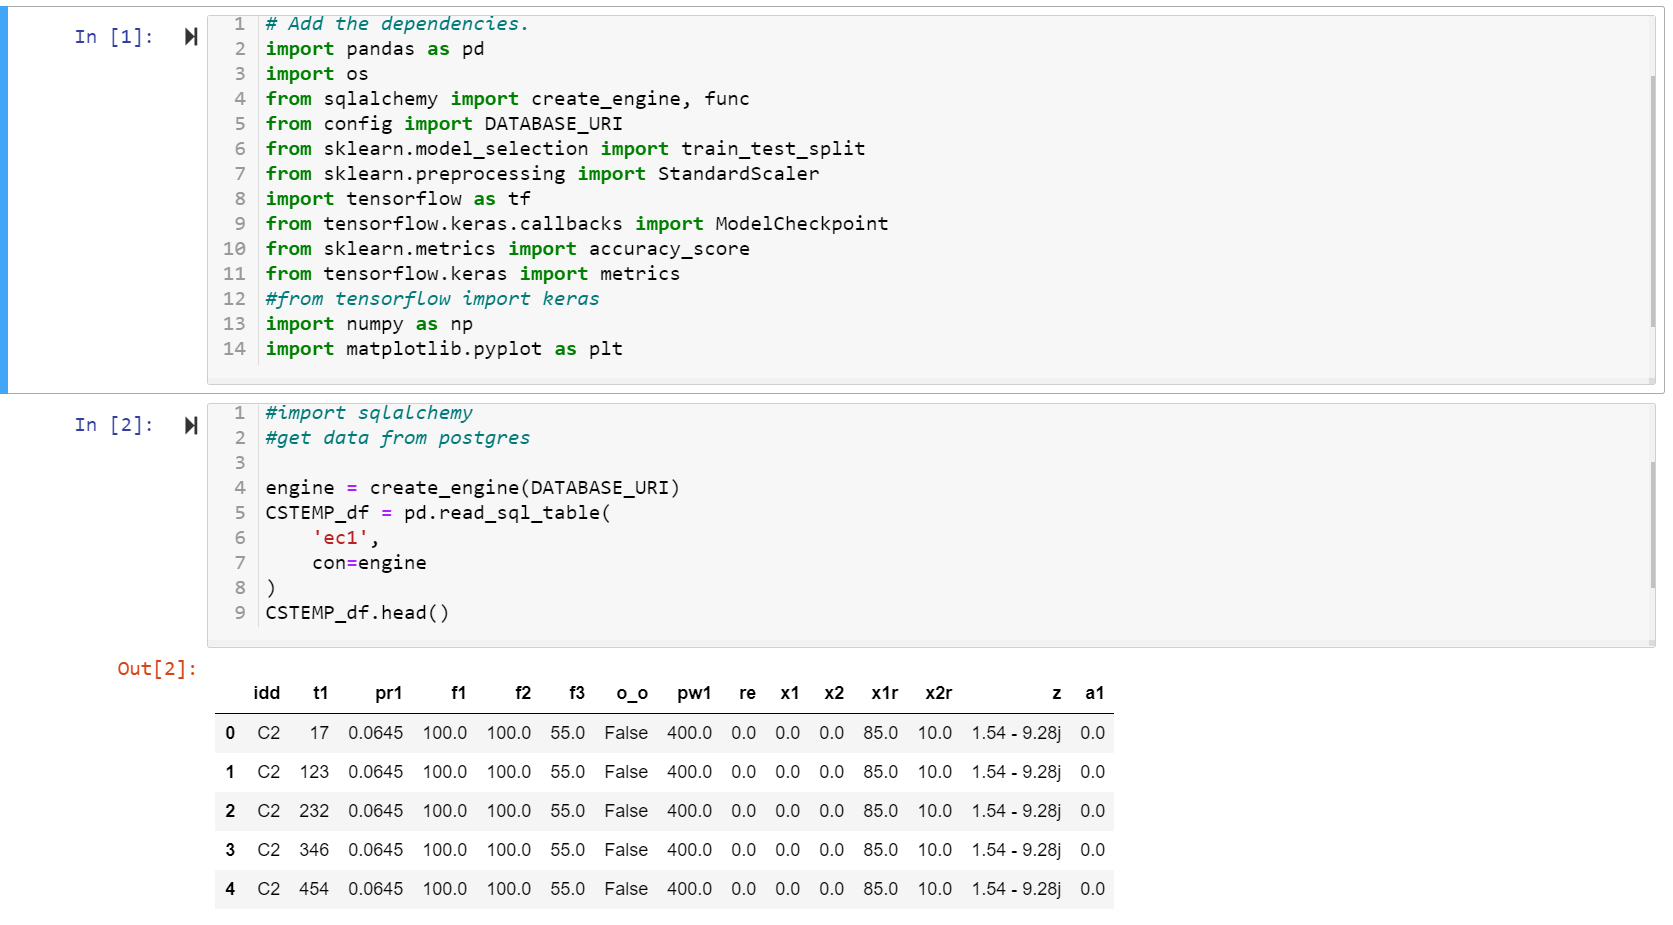 In [1]:
1 # Add the dependencies.
2 import pandas as pd
3 import os
4 from sqlalchemy import create_engine, func
5 from config import DATABASE_URI
6 from sklearn.model_selection import train_test_split
7 from sklearn.preprocessing import StandardScaler
8 import tensorflow as tf
9 from tensorflow.keras.callbacks import ModelCheckpoint
10 from sklearn.metrics import accuracy_score
11 from tensorflow.keras import metrics
12 #from tensorflow import keras
13 import numpy as np
14 import matplotlib.pyplot as plt
In [2]:
1 #import sqlalchemy
2 #get data from postgres
3
4 engine = create_engine(DATABASE_URI)
5 CSTEMP_df = pd.read_sql_table(
6     'ec1',
7     con=engine
8 )
9 CSTEMP_df.head()
Out[2]:
idd t1 pr1 f1 f2 f3 o_o pw1 re x1 x2 x1r x2r z a1
0 C2 17 0.0645 100.0 100.0 55.0 False 400.0 0.0 0.0 0.0 85.0 10.0 1.54 - 9.28j 0.0
1 C2 123 0.0645 100.0 100.0 55.0 False 400.0 0.0 0.0 0.0 85.0 10.0 1.54 - 9.28j 0.0
2 C2 232 0.0645 100.0 100.0 55.0 False 400.0 0.0 0.0 0.0 85.0 10.0 1.54 - 9.28j 0.0
3 C2 346 0.0645 100.0 100.0 55.0 False 400.0 0.0 0.0 0.0 85.0 10.0 1.54 - 9.28j 0.0
4 C2 454 0.0645 100.0 100.0 55.0 False 400.0 0.0 0.0 0.0 85.0 10.0 1.54 - 9.28j 0.0